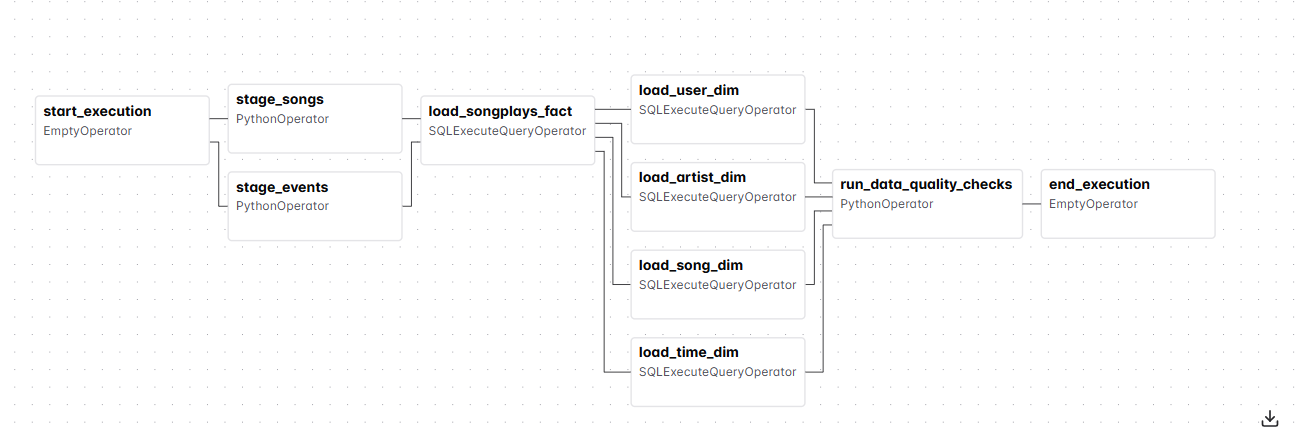 start_execution
EmptyOperator
stage_songs
PythonOperator
stage_events
PythonOperator
load_songplays_fact
SQLExecuteQueryOperator
load_user_dim
SQLExecuteQueryOperator
load_artist_dim
SQLExecuteQueryOperator
load_song_dim
SQLExecuteQueryOperator
load_time_dim
SQLExecuteQueryOperator
run_data_quality_checks
PythonOperator
end_execution
EmptyOperator